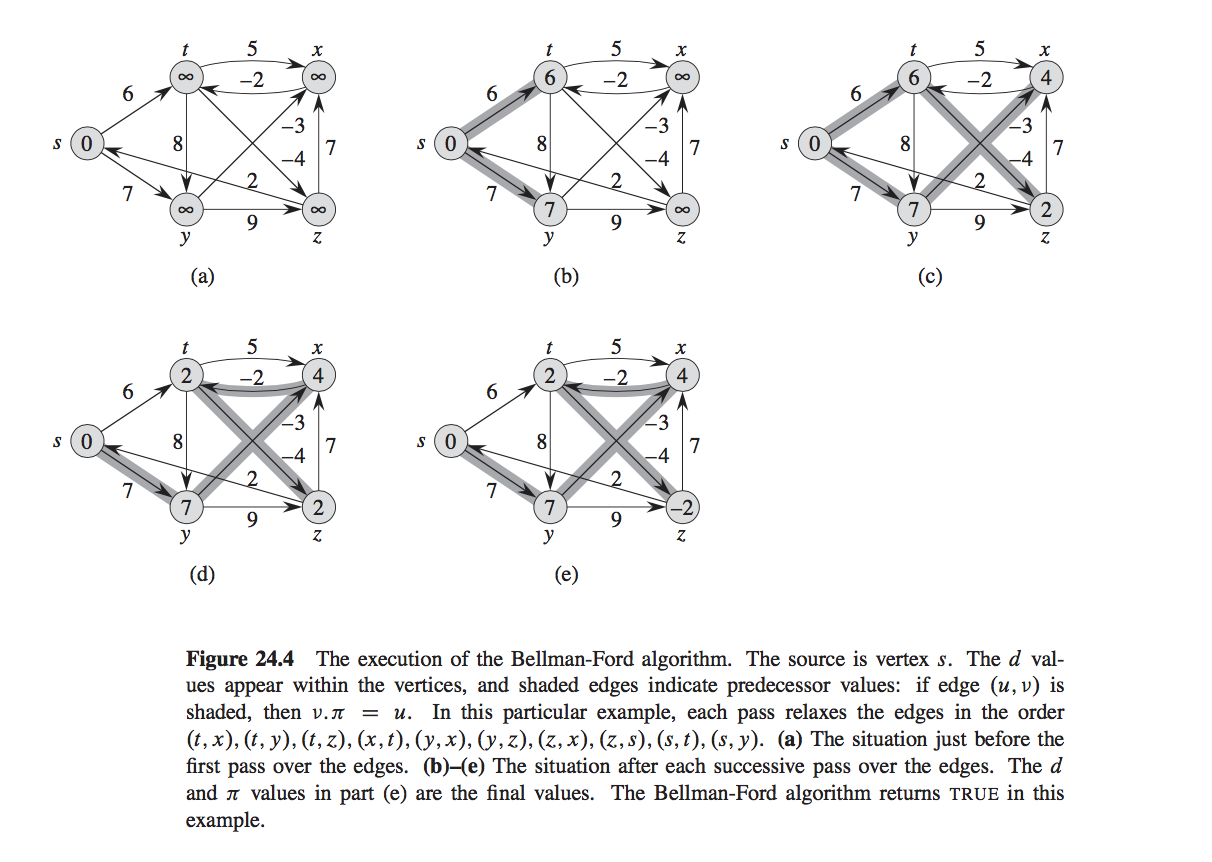 t 5 x
∞ –2 ∞
6
–3
s 0 8 –4 7
2
7
∞ 9 ∞
y z
(a)
t 5 x
6 –2 ∞
6
–3
s 0 8 –4 7
2
7
7 9 ∞
y z
(b)
t 5 x
6 –2 4
6
–3
s 0 8 –4 7
2
7
7 9 2
y z
(c)
t 5 x
2 –2 4
6
–3
s 0 8 –4 7
2
7
7 9 2
y z
(d)
t 5 x
2 –2 4
6
–3
s 0 8 –4 7
2
7
7 9 –2
y z
(e)
Figure 24.4 The execution of the Bellman-Ford algorithm. The source is vertex s. The d val-
ues appear within the vertices, and shaded edges indicate predecessor values: if edge (u, v) is
shaded, then v.π = u. In this particular example, each pass relaxes the edges in the order
(t, x), (t, y), (t, z), (x, t), (y, x), (y, z), (z, x), (z, s), (s, t), (s, y). (a) The situation just before the
first pass over the edges. (b)–(e) The situation after each successive pass over the edges. The d
and π values in part (e) are the final values. The Bellman-Ford algorithm returns TRUE in this
example.